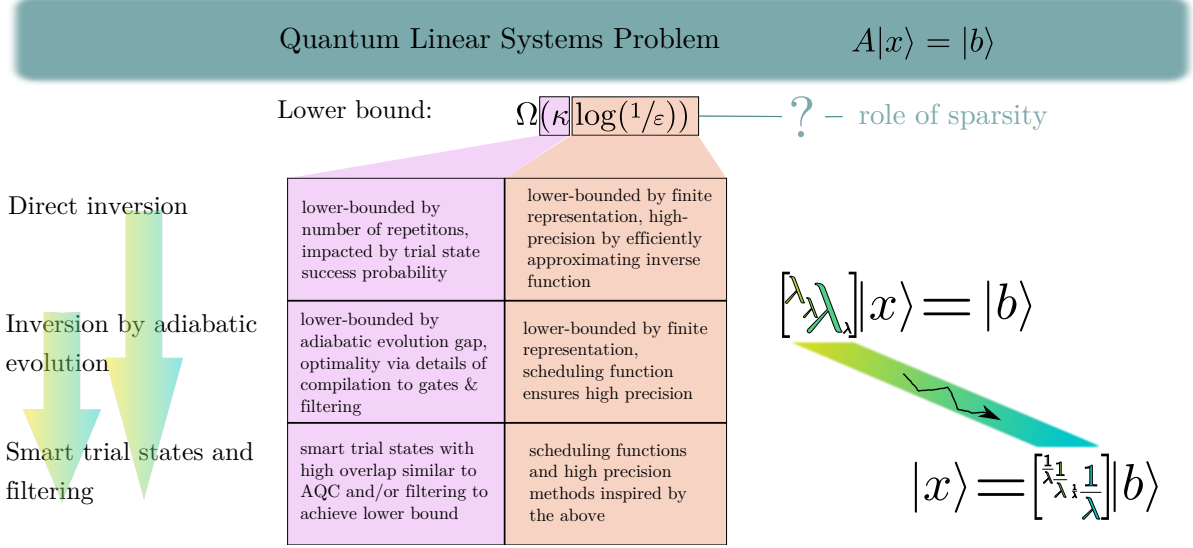 Quantum Linear Systems Problem A|x⟩ = |b⟩
Lower bound: Ω(κ log(1/ε)) ? – role of sparsity
Direct inversion
lower-bounded by
number of repetitons,
impacted by trial state
success probability
lower-bounded by finite
representation, high-
precision by efficiently
approximating inverse
function
Inversion by adiabatic
evolution
lower-bounded by
adiabatic evolution gap,
optimality via details of
compilation to gates &
filtering
lower-bounded by finite
representation,
scheduling function
ensures high precision
Smart trial states and
filtering
smart trial states with
high overlap similar to
AQC and/or filtering to
achieve lower bound
scheduling functions
and high precision
methods inspired by
the above
[λ λ λ λ]|x⟩=|b⟩
|x⟩=[1/λ 1/λ 1/λ 1/λ]|b⟩